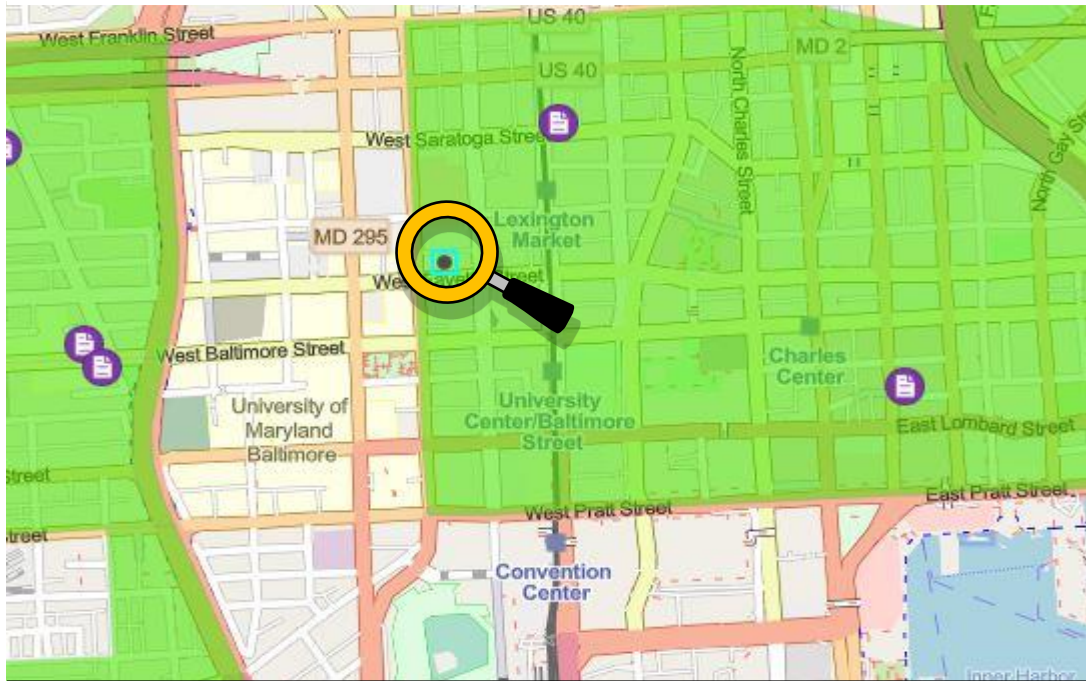 US 40
West Franklin Street
MD 2
US 40
North Charles Street
West Saratoga Street
North Gay
Lexington
Market
MD 295
Street
West Baltimore Street
Charles
Center
University of
Maryland
Baltimore
University
Center/Baltimore
Street
East Lombard Street
Street
East Pratt Street
West Pratt Street
Street
Convention
Center
Inner Harbor